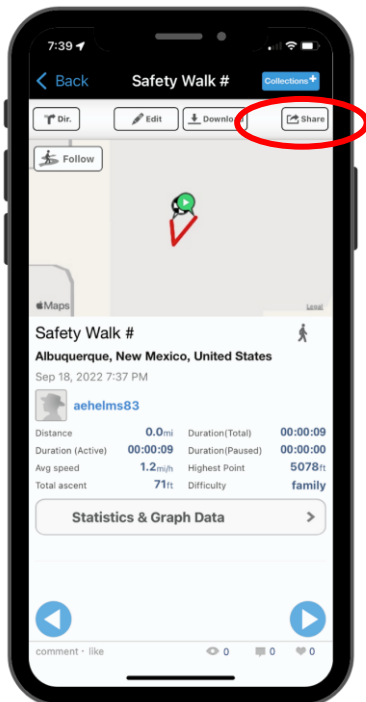 7:39
Back Safety Walk # Collections+
Dir. Edit Download Share
Follow
Maps Legal
Safety Walk #
Albuquerque, New Mexico, United States
Sep 18, 2022 7:37 PM
aehelms83
Distance 0.0mi Duration(Total) 00:00:09
Duration (Active) 00:00:09 Duration(Paused) 00:00:00
Avg speed 1.2mi/h Highest Point 5078ft
Total ascent 71ft Difficulty family
Statistics & Graph Data >
comment · like 0 0 0